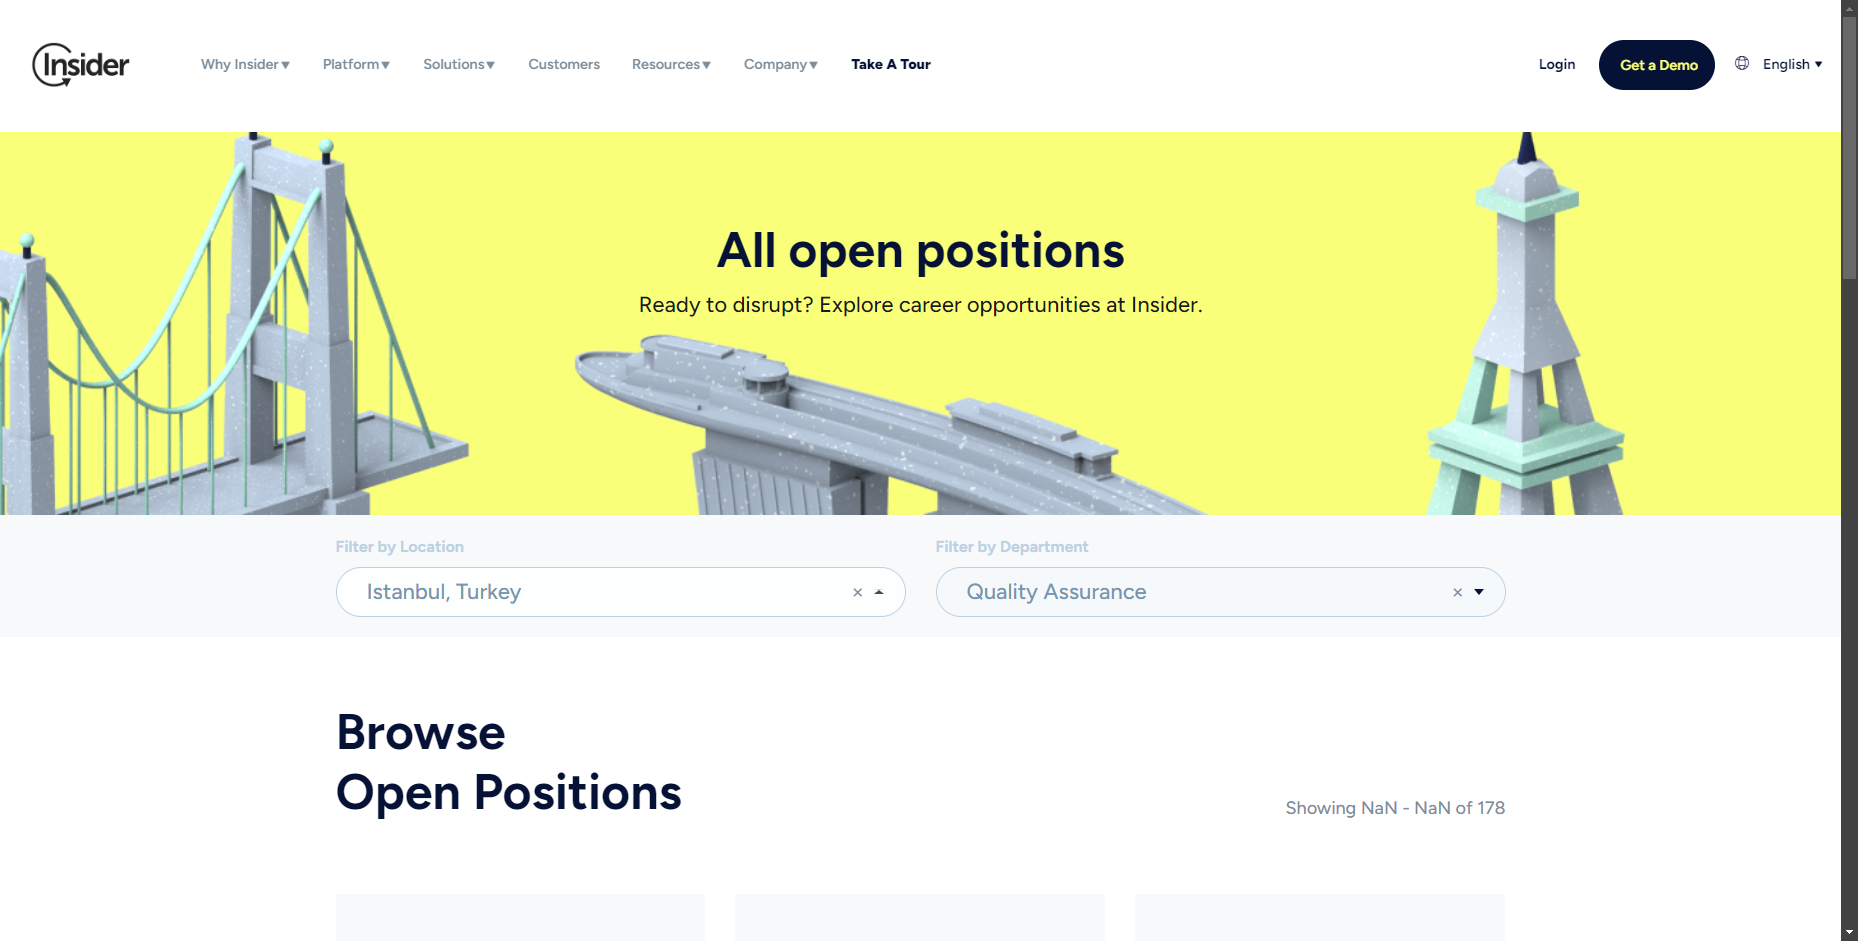 Insider
Why Insider
Platform
Solutions
Customers
Resources
Company
Take A Tour
Login
Get a Demo
English
All open positions
Ready to disrupt? Explore career opportunities at Insider.
Filter by Location
Filter by Department
Istanbul, Turkey
Quality Assurance
Browse
Open Positions
Showing NaN - NaN of 178